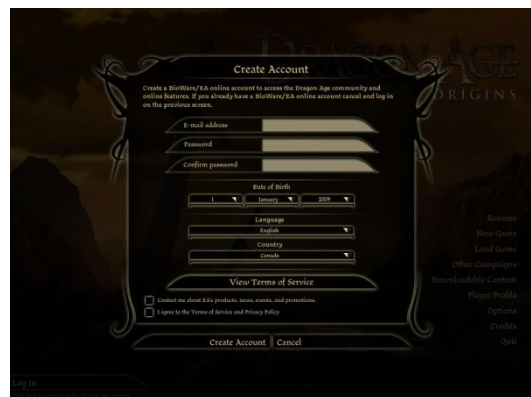 DRAGON AGE
ORIGINS
Create Account
Create a BioWare/EA online account to access the Dragon Age community and
online features. If you already have a BioWare/EA online account cancel and log in
on the previous screen.
E-mail address
Password
Confirm password
Date of Birth
1 January 2009
Language
English
Country
Canada
View Terms of Service
Contact me about EA's products, news, events, and promotions.
I agree to the Terms of Service and Privacy Policy
Create Account Cancel
Resume
New Game
Load Game
Other Campaigns
Downloadable Content
Player Profile
Options
Credits
Quit
Log In